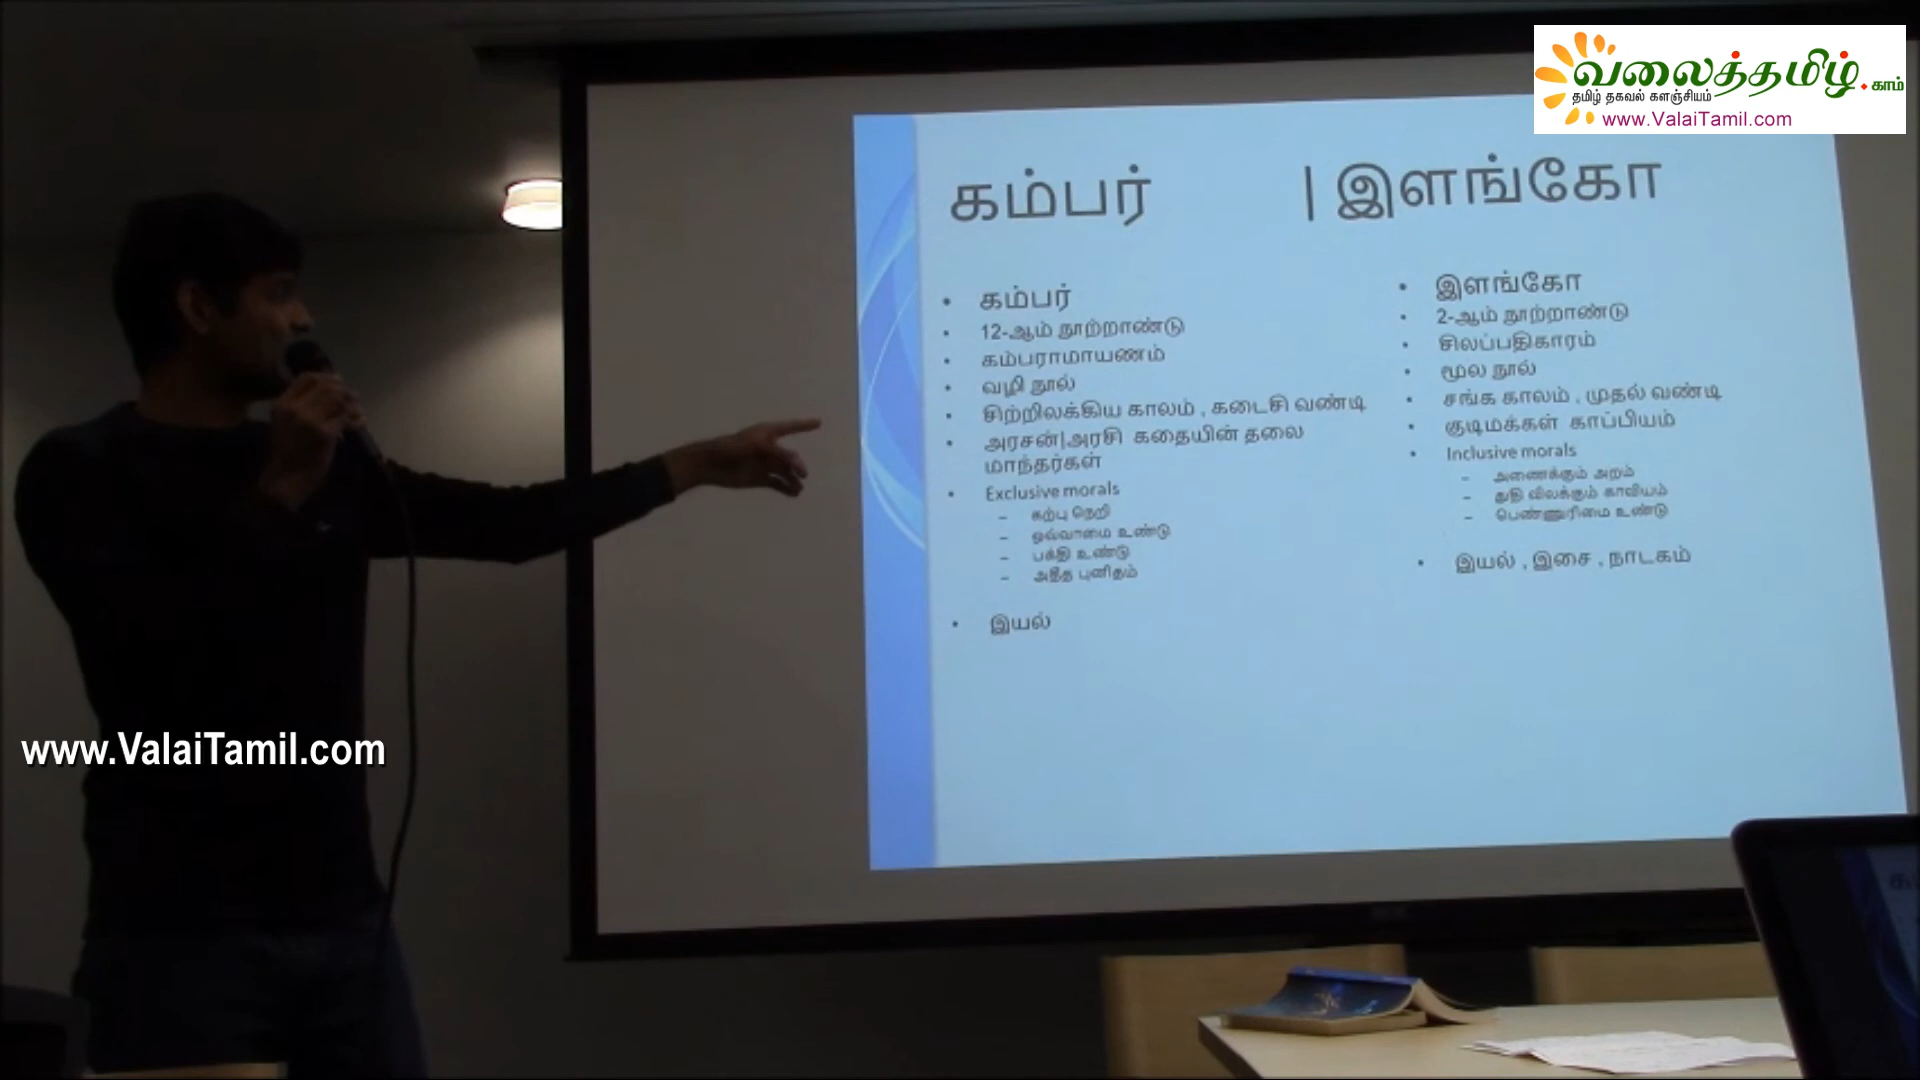 வலைத்தமிழ்.காம்
தமிழ் தகவல் களஞ்சியம்
www.ValaiTamil.com
கம்பர் | இளங்கோ
• கம்பர்
• 12-ஆம் நூற்றாண்டு
• கம்பராமாயணம்
• வழி நூல்
• சிற்றிலக்கிய காலம் , கடைசி வண்டி
• அரசன்|அரசி கதையின் தலை
மாந்தர்கள்
• Exclusive morals
– கற்பு நெறி
– ஒவ்வாமை உண்டு
– பக்தி உண்டு
– அதீத புனிதம்
• இயல்
• இளங்கோ
• 2-ஆம் நூற்றாண்டு
• சிலப்பதிகாரம்
• மூல நூல்
• சங்க காலம் , முதல் வண்டி
• குடிமக்கள் காப்பியம்
• Inclusive morals
– அணைக்கும் அறம்
– துதி விலக்கும் காவியம்
– பெண்ணுரிமை உண்டு
• இயல் , இசை , நாடகம்
www.ValaiTamil.com